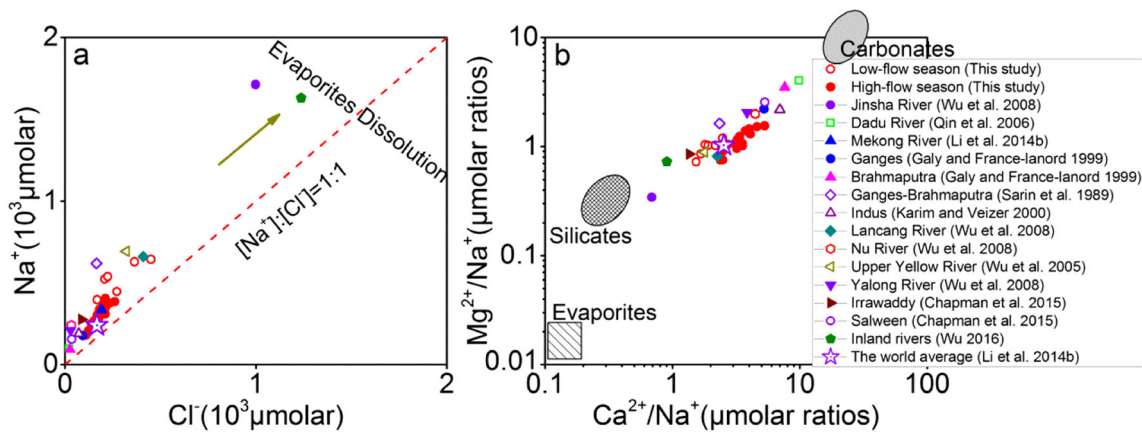 a
Na⁺(10³µmolar)
2
1
0
0
1
2
Cl⁻(10³µmolar)
Evaporites Dissolution
[Na⁺]:[Cl⁻]=1:1
b
Mg²⁺/Na⁺(µmolar ratios)
10
1
0.1
0.01
0.1
1
10
100
Ca²⁺/Na⁺(µmolar ratios)
Silicates
Evaporites
Carbonates
Low-flow season (This study)
High-flow season (This study)
Jinsha River (Wu et al. 2008)
Dadu River (Qin et al. 2006)
Mekong River (Li et al. 2014b)
Ganges (Galy and France-lanord 1999)
Brahmaputra (Galy and France-lanord 1999)
Ganges-Brahmaputra (Sarin et al. 1989)
Indus (Karim and Veizer 2000)
Lancang River (Wu et al. 2008)
Nu River (Wu et al. 2008)
Upper Yellow River (Wu et al. 2005)
Yalong River (Wu et al. 2008)
Irrawaddy (Chapman et al. 2015)
Salween (Chapman et al. 2015)
Inland rivers (Wu 2016)
The world average (Li et al. 2014b)